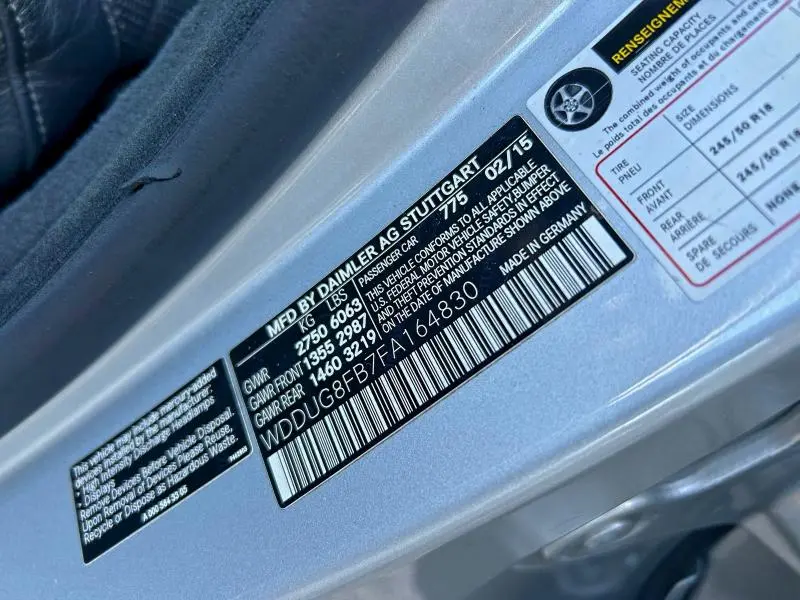 MFD BY DAIMLER AG STUTTGART
KG LBS
GVWR 2750 6063
GAWR FRONT 1355 2987
GAWR REAR 1460 3219
PASSENGER CAR 775 02/15
THIS VEHICLE CONFORMS TO ALL APPLICABLE
U.S. FEDERAL MOTOR VEHICLE SAFETY, BUMPER
AND THEFT PREVENTION STANDARDS IN EFFECT
ON THE DATE OF MANUFACTURE SHOWN ABOVE
MADE IN GERMANY
WDDUG8FB7FA164830
This vehicle may include mercury-added
devices installed by the manufacturer:
• High Intensity Discharge Headlamps
• Displays
Remove Devices Before Vehicle Disposal.
Upon Removal of Devices Please Reuse,
Recycle or Dispose as Hazardous Waste.
RENSEIGNEME
SEATING CAPACITY
NOMBRE DE PLACES
The combined weight of occupants and ca
Le poids total des occupants et du chargement
TIRE
PNEU
SIZE
DIMENSIONS
FRONT
AVANT
245/50 R18
REAR
ARRIÈRE
245/50 R18
SPARE
DE SECOURS
NONE